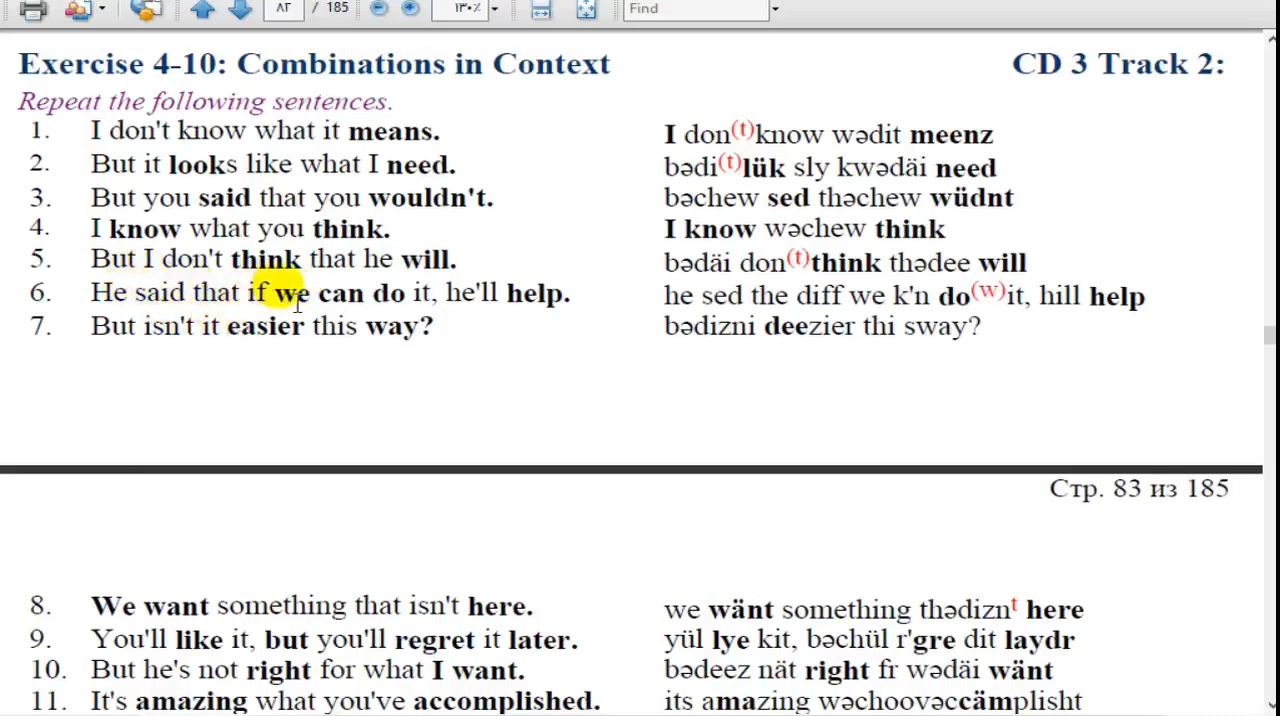 ۸۲ / 185 ۱۳۰٪ Find
Exercise 4-10: Combinations in Context CD 3 Track 2:
Repeat the following sentences.
1. I don't know what it means. I don(t)know wədit meenz
2. But it looks like what I need. bədi(t)lük sly kwədäi need
3. But you said that you wouldn't. bəchew sed thəchew wüdnt
4. I know what you think. I know wəchew think
5. But I don't think that he will. bədäi don(t)think thədee will
6. He said that if we can do it, he'll help. he sed the diff we k'n do(w)it, hill help
7. But isn't it easier this way? bədizni deezier thi sway?
Стр. 83 из 185
8. We want something that isn't here. we wänt something thədiznt here
9. You'll like it, but you'll regret it later. yül lye kit, bəchül r'gre dit laydr
10. But he's not right for what I want. bədeez nät right fr wədäi wänt
11. It's amazing what you've accomplished. its amazing wəchoovəccämplisht